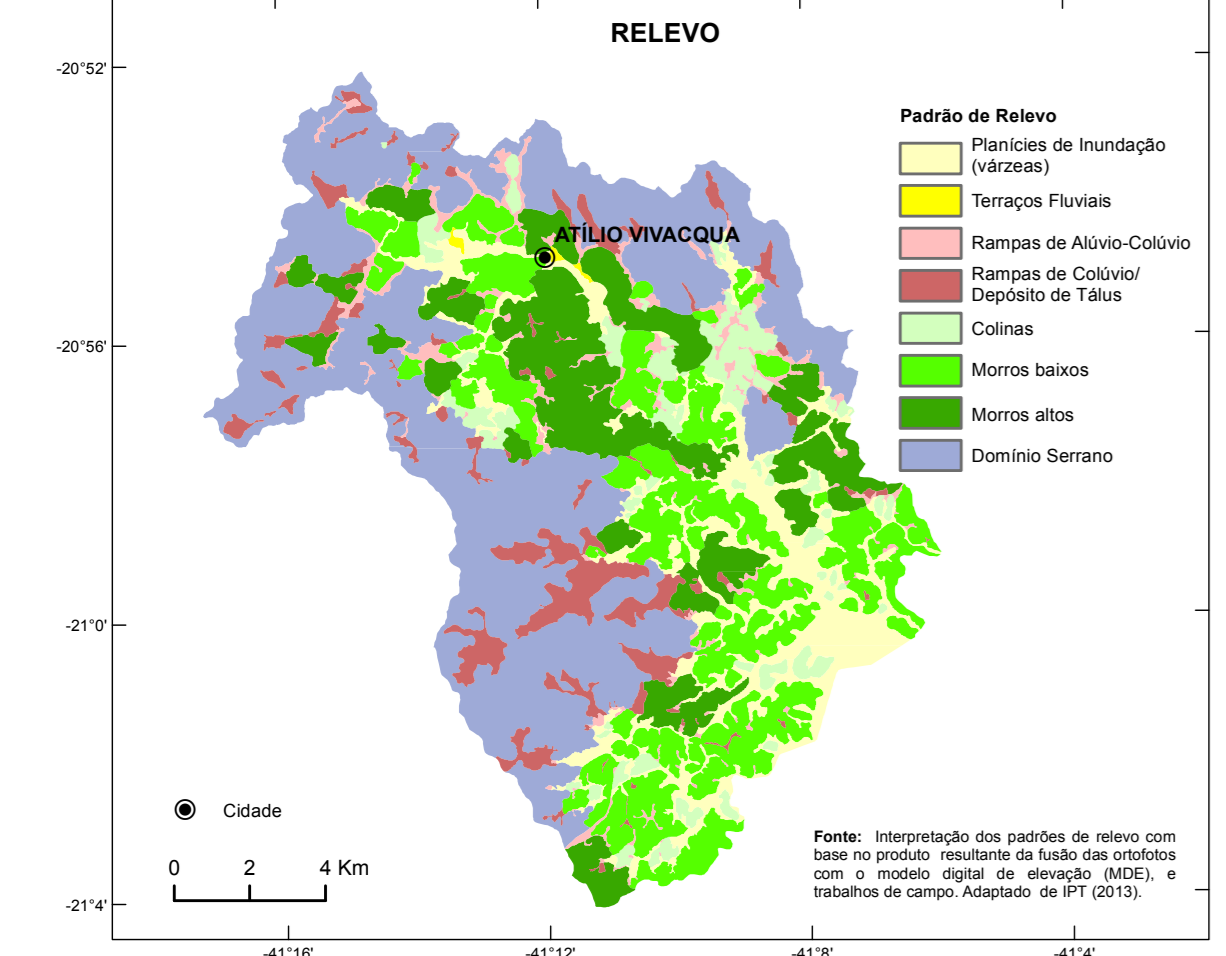 RELEVO
-20°52'
-20°56'
-21°0'
-21°4'
ATÍLIO VIVACQUA
Padrão de Relevo
Planícies de Inundação
(várzeas)
Terraços Fluviais
Rampas de Alúvio-Colúvio
Rampas de Colúvio/
Depósito de Tálus
Colinas
Morros baixos
Morros altos
Domínio Serrano
Cidade
0 2 4 Km
Fonte: Interpretação dos padrões de relevo com
base no produto resultante da fusão das ortofotos
com o modelo digital de elevação (MDE), e
trabalhos de campo. Adaptado de IPT (2013).
-41°16' -41°12' -41°8' -41°4'